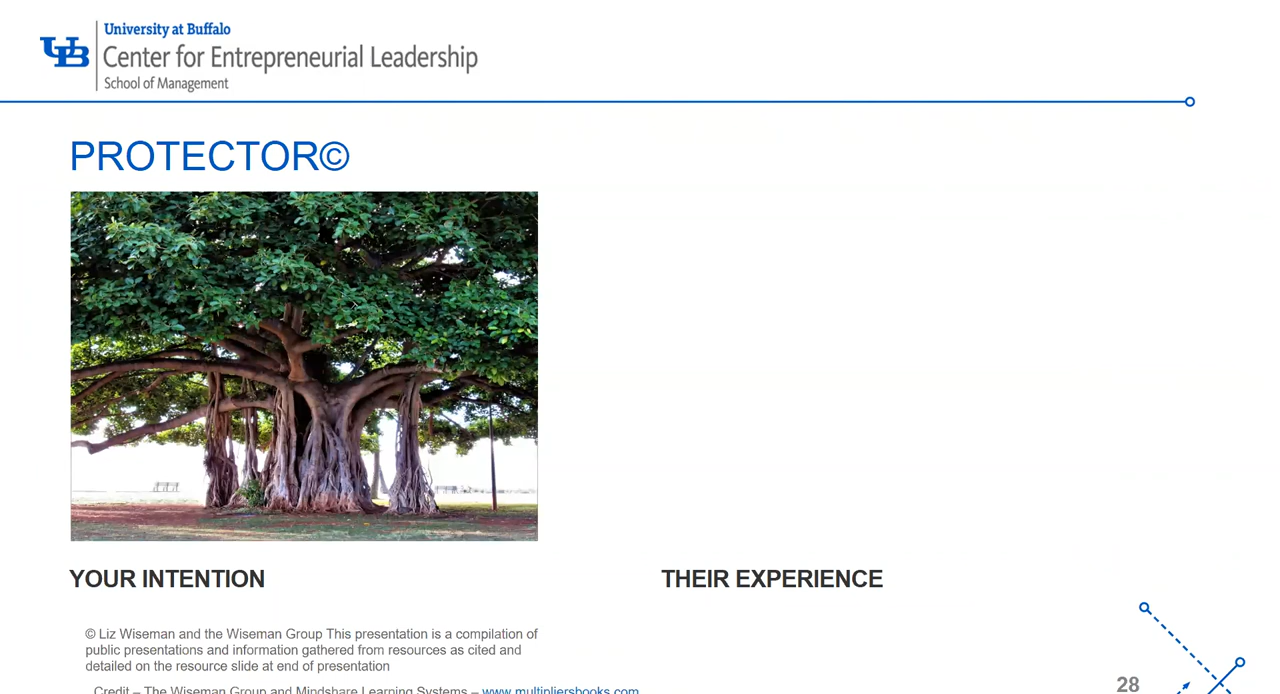 University at Buffalo
UB
Center for Entrepreneurial Leadership
School of Management
PROTECTOR©
YOUR INTENTION
THEIR EXPERIENCE
© Liz Wiseman and the Wiseman Group This presentation is a compilation of
public presentations and information gathered from resources as cited and
detailed on the resource slide at end of presentation
Credit – The Wiseman Group and Mindshare Learning Systems – www.multipliersbooks.com
28